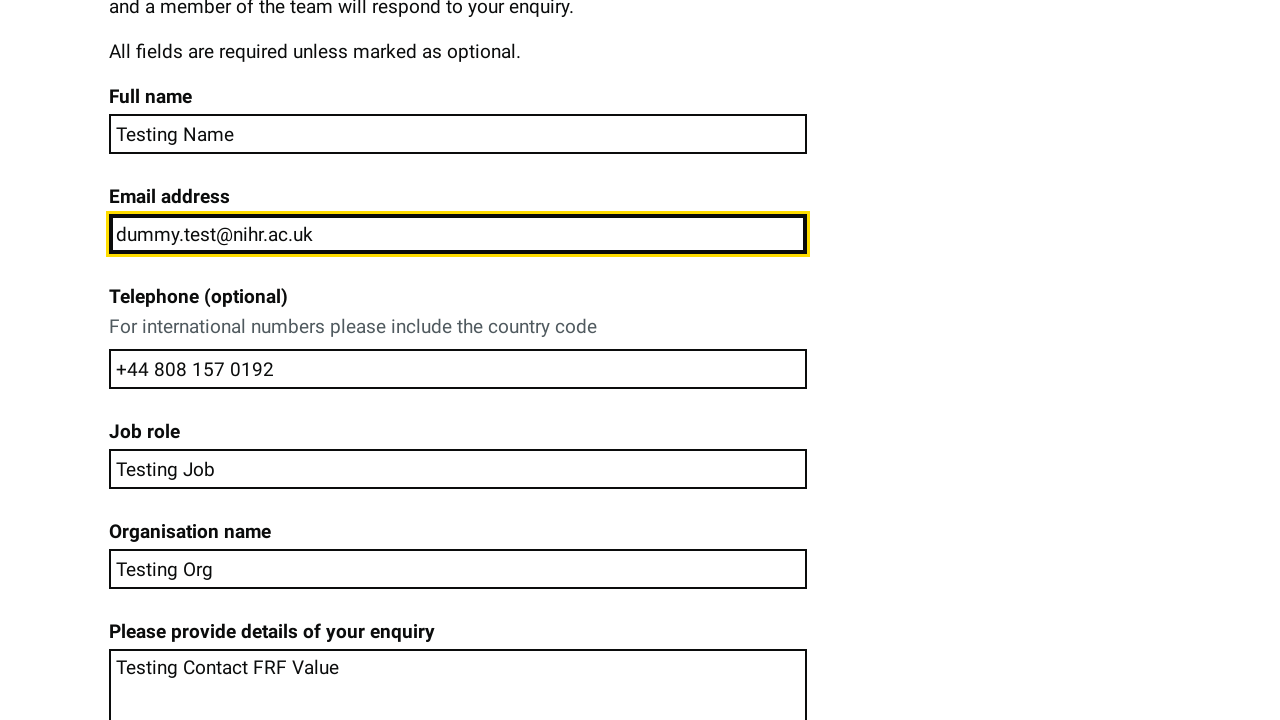 and a member of the team will respond to your enquiry.
All fields are required unless marked as optional.
Full name
Testing Name
Email address
dummy.test@nihr.ac.uk
Telephone (optional)
For international numbers please include the country code
+44 808 157 0192
Job role
Testing Job
Organisation name
Testing Org
Please provide details of your enquiry
Testing Contact FRF Value